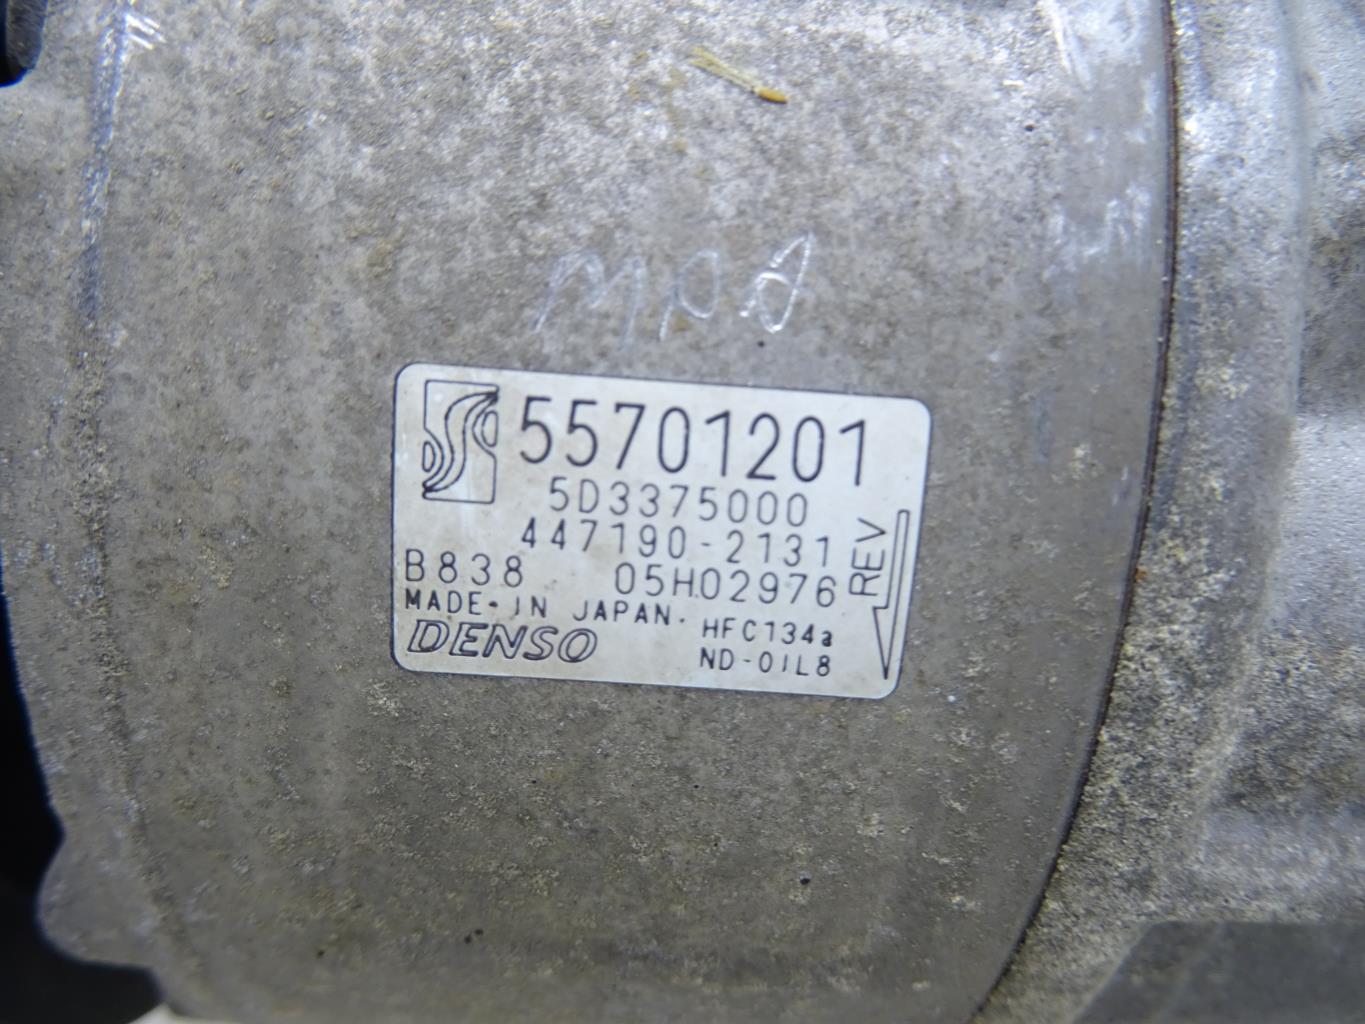 55701201
5D3375000
447190-2131
B838 05H02976
MADE-IN JAPAN. HFC134a
DENSO ND-OIL8
REV